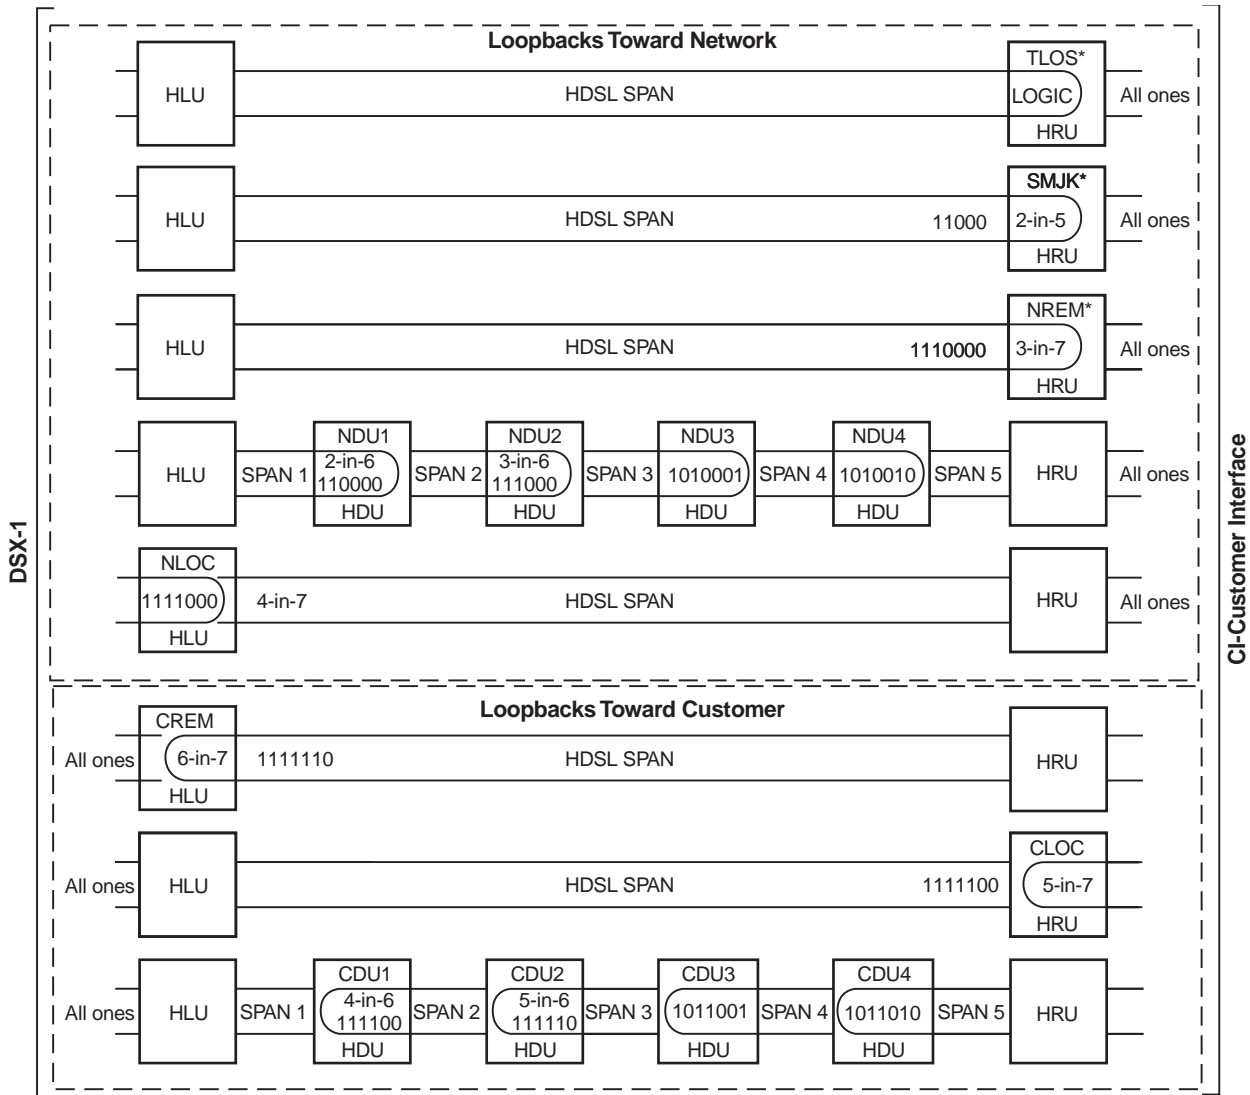 Loopbacks Toward Network
TLOS*
HLU
HDSL SPAN
LOGIC
All ones
HRU
SMJK*
HLU
HDSL SPAN
11000
2-in-5
All ones
HRU
NREM*
HLU
HDSL SPAN
1110000
3-in-7
All ones
HRU
NDU1
NDU2
NDU3
NDU4
HLU
SPAN 1
2-in-6
110000
SPAN 2
3-in-6
111000
SPAN 3
1010001
SPAN 4
1010010
SPAN 5
HRU
All ones
HDU
HDU
HDU
HDU
DSX-1
CI-Customer Interface
NLOC
1111000
4-in-7
HDSL SPAN
HRU
All ones
HLU
Loopbacks Toward Customer
CREM
All ones
6-in-7
1111110
HDSL SPAN
HRU
HLU
CLOC
All ones
HLU
HDSL SPAN
1111100
5-in-7
HRU
CDU1
CDU2
CDU3
CDU4
All ones
HLU
SPAN 1
4-in-6
111100
SPAN 2
5-in-6
111110
SPAN 3
1011001
SPAN 4
1011010
SPAN 5
HRU
HDU
HDU
HDU
HDU